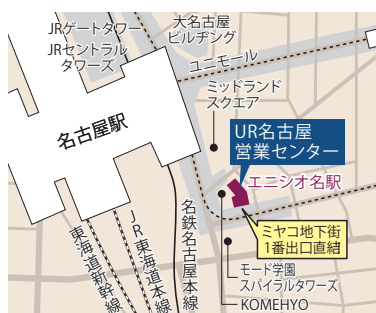 JRゲートタワー
JRセントラル
タワーズ
大名古屋
ビルヂング
ユニモール
ミッドランド
スクエア
名古屋駅
UR名古屋
営業センター
エニシオ名駅
ミヤコ地下街
1番出口直結
モード学園
スパイラルタワーズ
KOMEHYO
東海道新幹線
JR東海道本線
名鉄名古屋本線